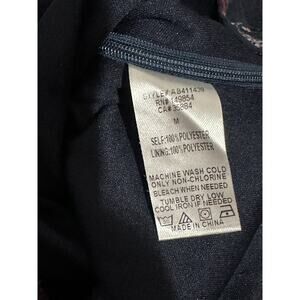 STYLE# AB411439
RN# 149854
CA# 36884
M
SELF:100% POLYESTER
LINING:100% POLYESTER
MACHINE WASH COLD
ONLY NON-CHLORINE
BLEACH WHEN NEEDED
TUMBLE DRY LOW
COOL IRON IF NEEDED
MADE IN CHINA